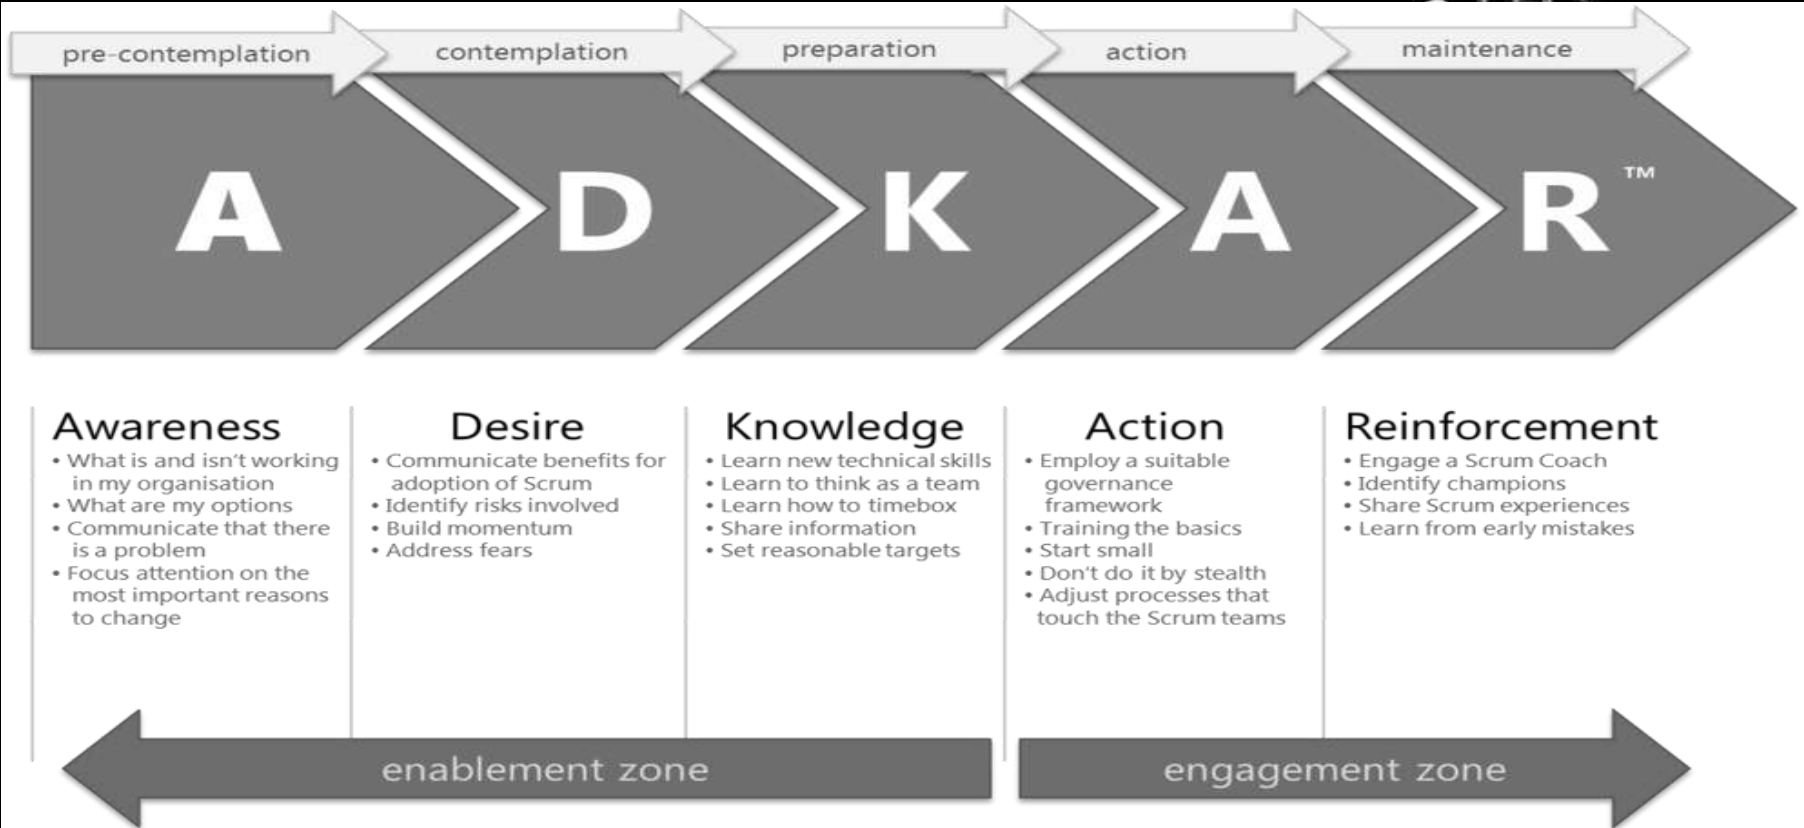 pre-contemplation
contemplation
preparation
action
maintenance
A
D
K
A
R™
Awareness
• What is and isn't working
in my organisation
• What are my options
• Communicate that there
is a problem
• Focus attention on the
most important reasons
to change
Desire
• Communicate benefits for
adoption of Scrum
• Identify risks involved
• Build momentum
• Address fears
Knowledge
• Learn new technical skills
• Learn to think as a team
• Learn how to timebox
• Share information
• Set reasonable targets
Action
• Employ a suitable
governance
framework
• Training the basics
• Start small
• Don't do it by stealth
• Adjust processes that
touch the Scrum teams
Reinforcement
• Engage a Scrum Coach
• Identify champions
• Share Scrum experiences
• Learn from early mistakes
enablement zone
engagement zone